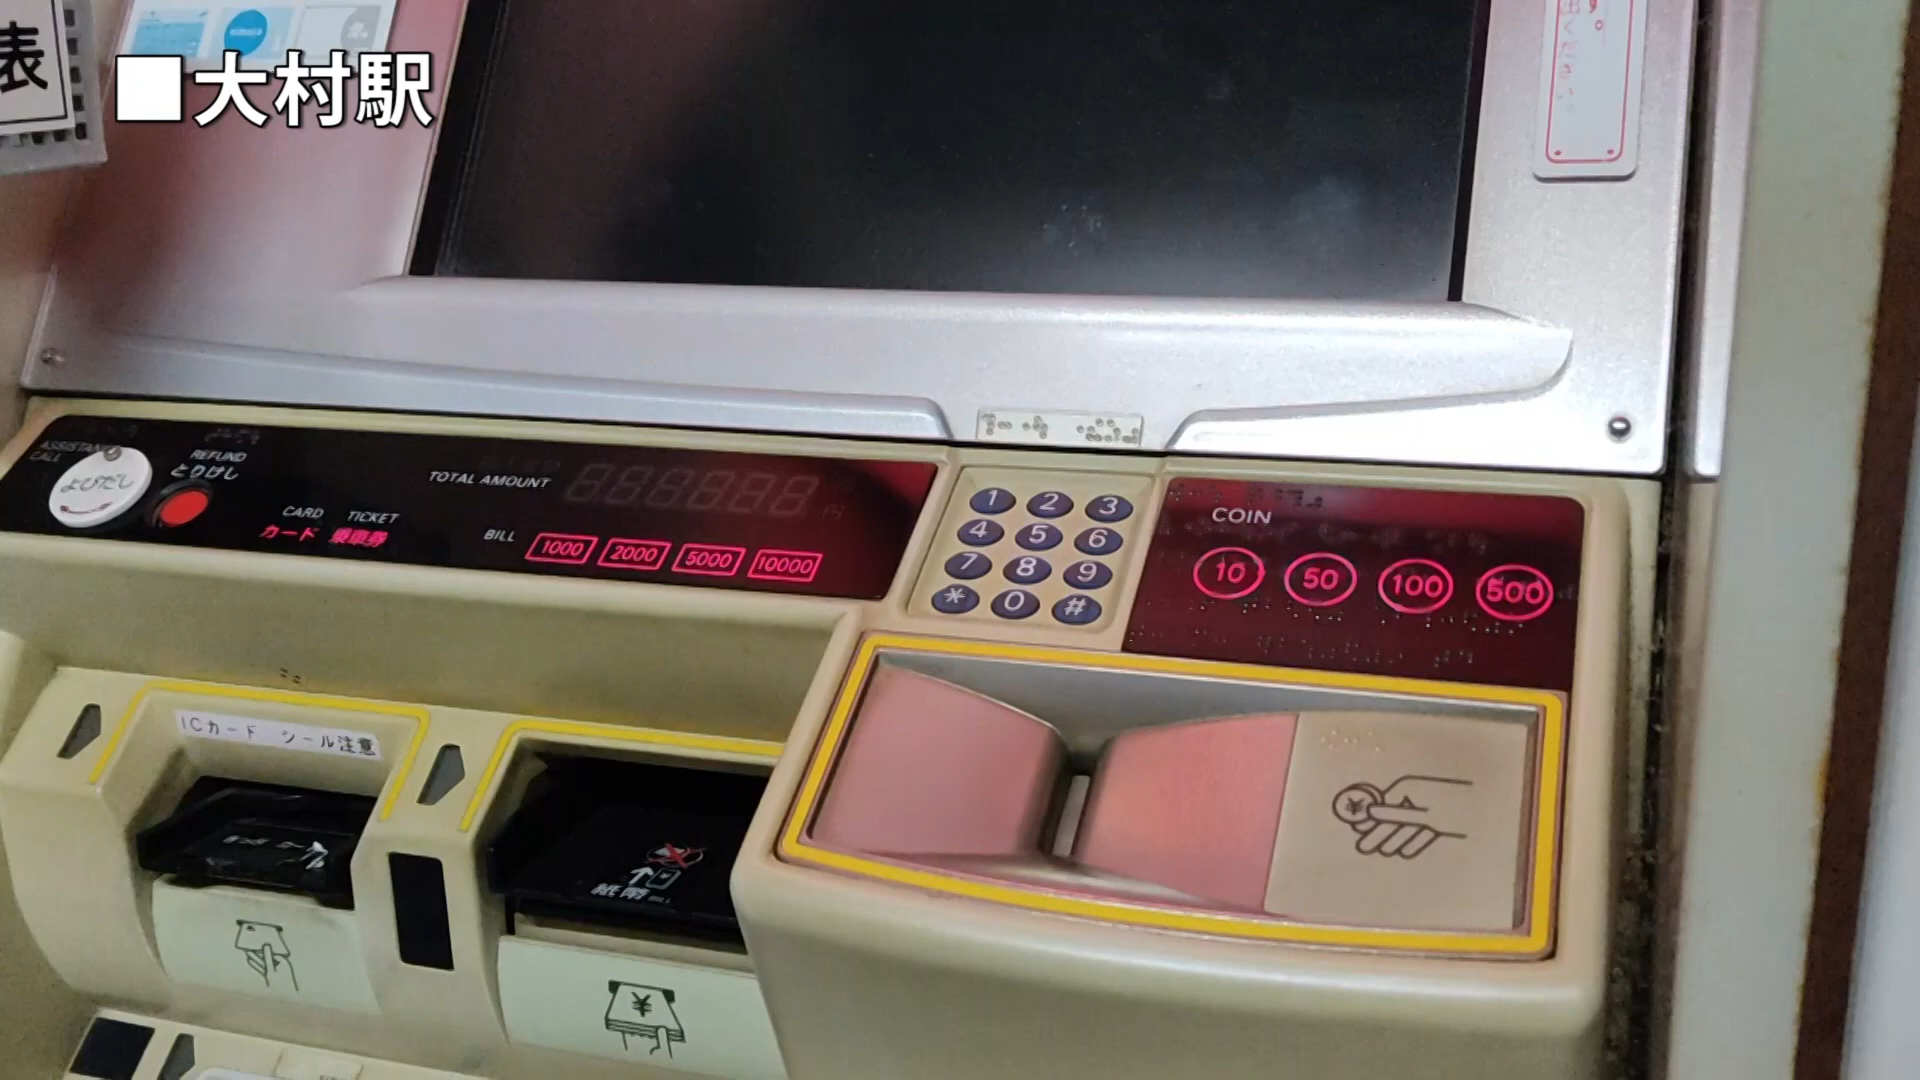 表
■大村駅
ASSISTANCE CALL
よびだし
REFUND
とりけし
CARD TICKET
カード 乗車券
TOTAL AMOUNT
円
BILL 1000 2000 5000 10000
1 2 3
4 5 6
7 8 9
* 0 #
COIN
10 50 100 500
ICカード シール注意
¥
紙幣 BILL
¥